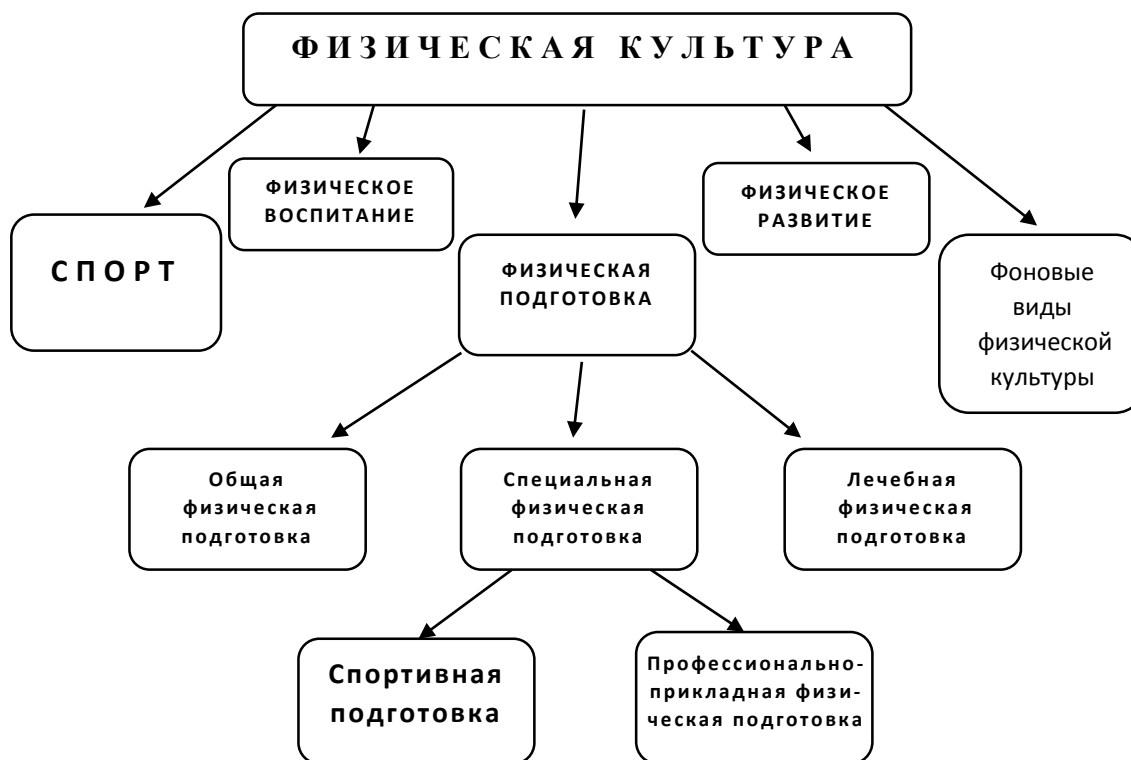 ФИЗИЧЕСКАЯ КУЛЬТУРА
ФИЗИЧЕСКОЕ
ВОСПИТАНИЕ
ФИЗИЧЕСКОЕ
РАЗВИТИЕ
СПОРТ
ФИЗИЧЕСКАЯ
ПОДГОТОВКА
Фоновые
виды
физической
культуры
Общая
физическая
подготовка
Специальная
физическая
подготовка
Лечебная
физическая
подготовка
Спортивная
подготовка
Профессионально-
прикладная физи-
ческая подготовка